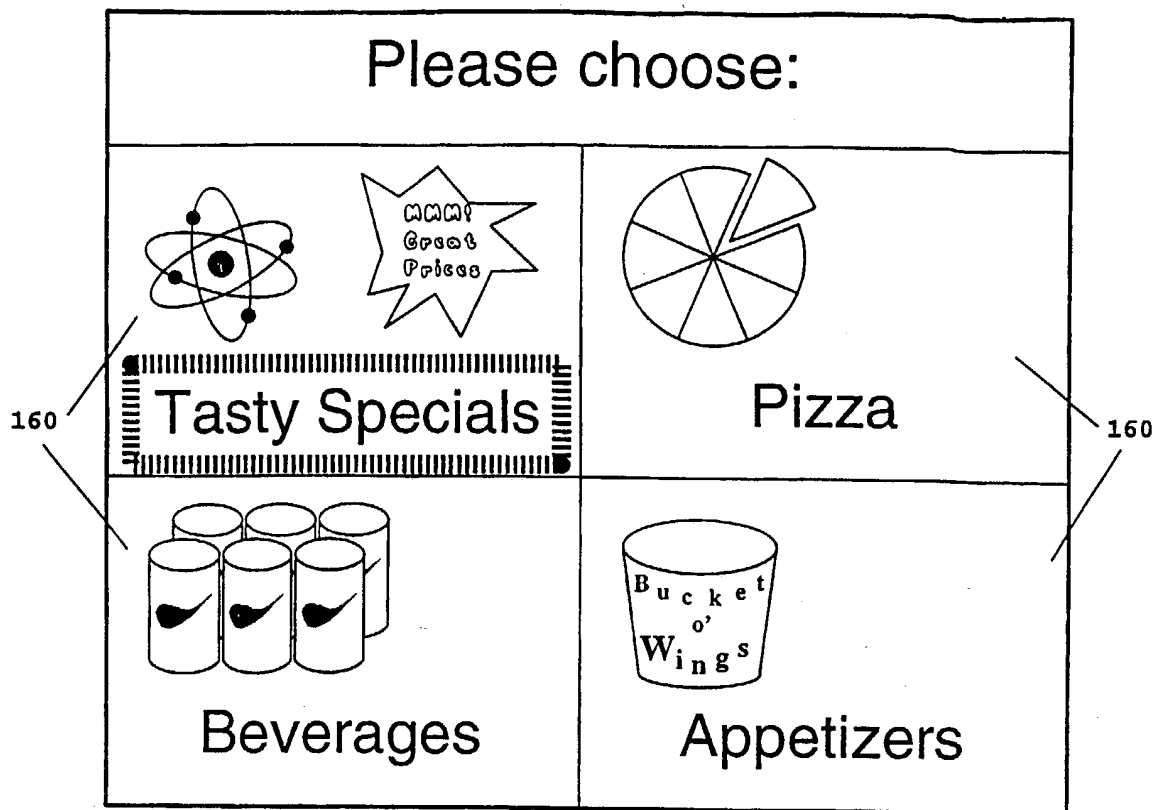 Please choose:
MMM!
Great
Prices
Tasty Specials
Pizza
160
160
Bucket
o'
Wings
Beverages
Appetizers